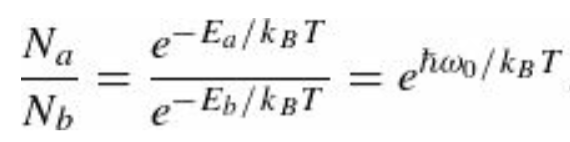 N_a/N_b = e^{-E_a/k_B T}/e^{-E_b/k_B T} = e^{ħω_0/k_B T}